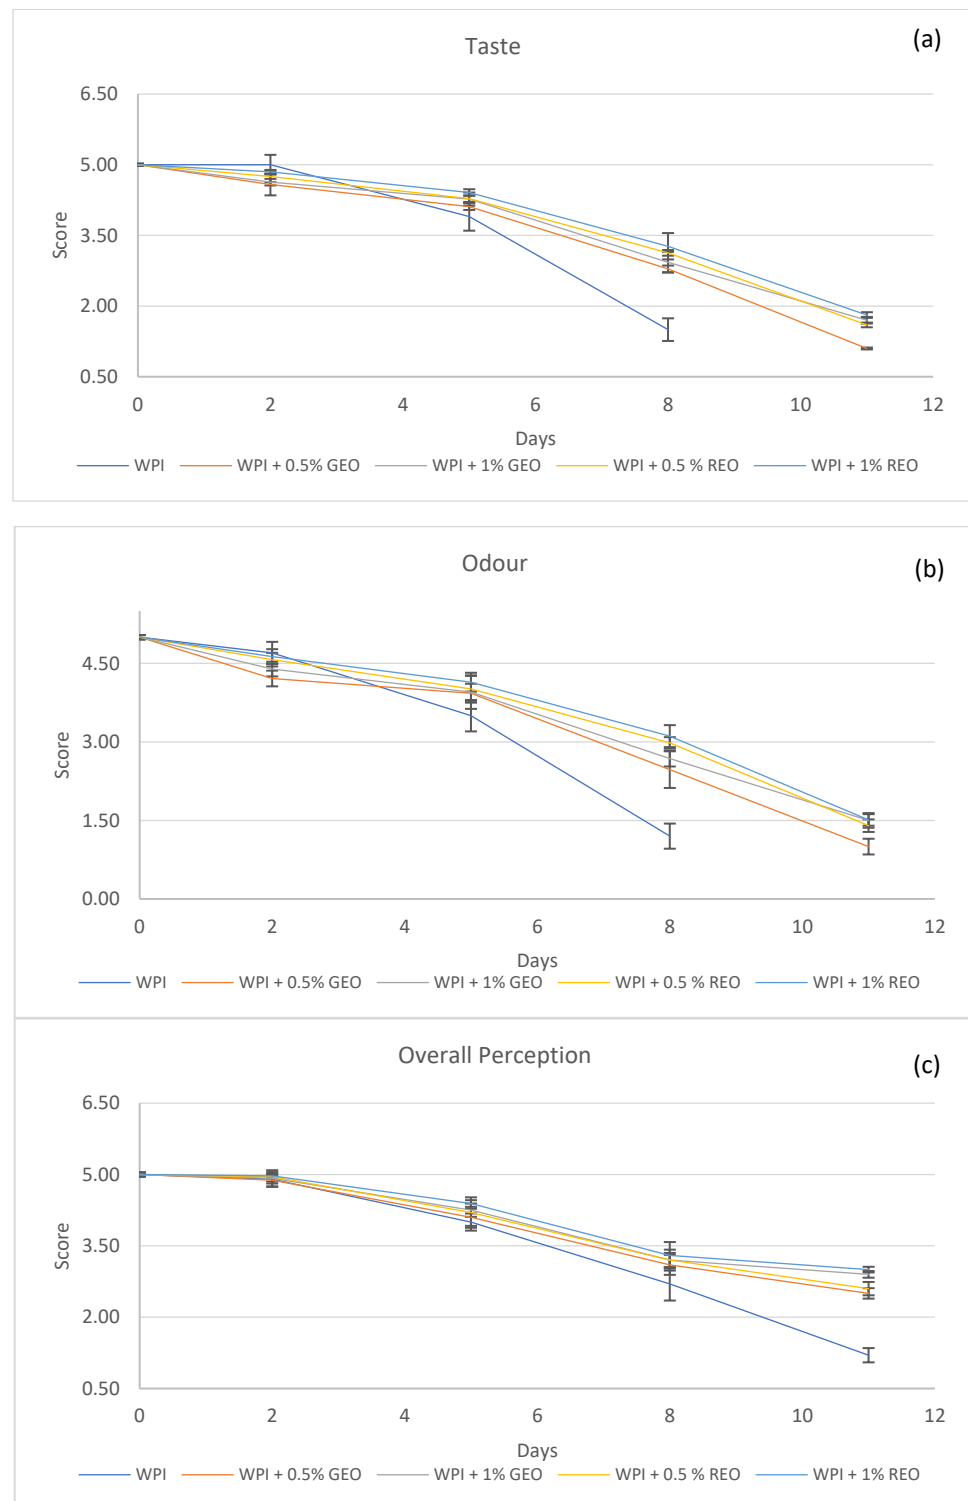 Taste
(a)
6.50
5.00
3.50
2.00
0.50
Score
0 2 4 6 8 10 12
Days
WPI WPI + 0.5% GEO WPI + 1% GEO WPI + 0.5 % REO WPI + 1% REO
Odour
(b)
4.50
3.00
1.50
0.00
Score
0 2 4 6 8 10 12
Days
WPI WPI + 0.5% GEO WPI + 1% GEO WPI + 0.5 % REO WPI + 1% REO
Overall Perception
(c)
6.50
5.00
3.50
2.00
0.50
Score
0 2 4 6 8 10 12
Days
WPI WPI + 0.5% GEO WPI + 1% GEO WPI + 0.5 % REO WPI + 1% REO